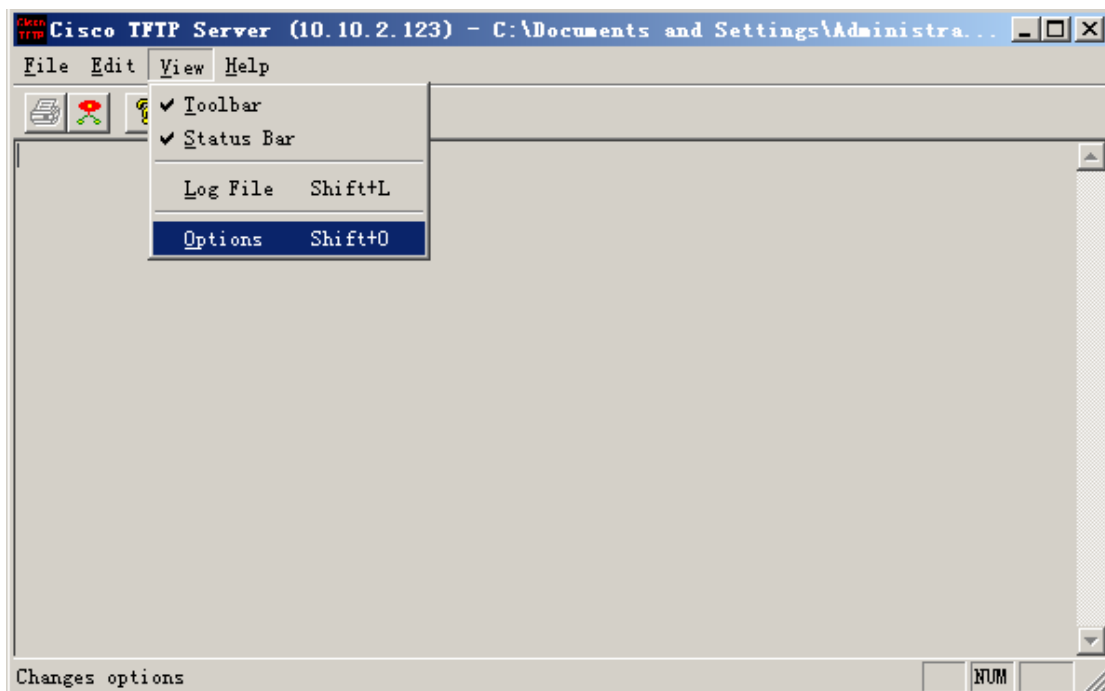 Cisco TFTP Server (10.10.2.123) - C:\Documents and Settings\Administra...
File Edit View Help
Toolbar
Status Bar
Log File Shift+L
Options Shift+O
Changes options
NUM